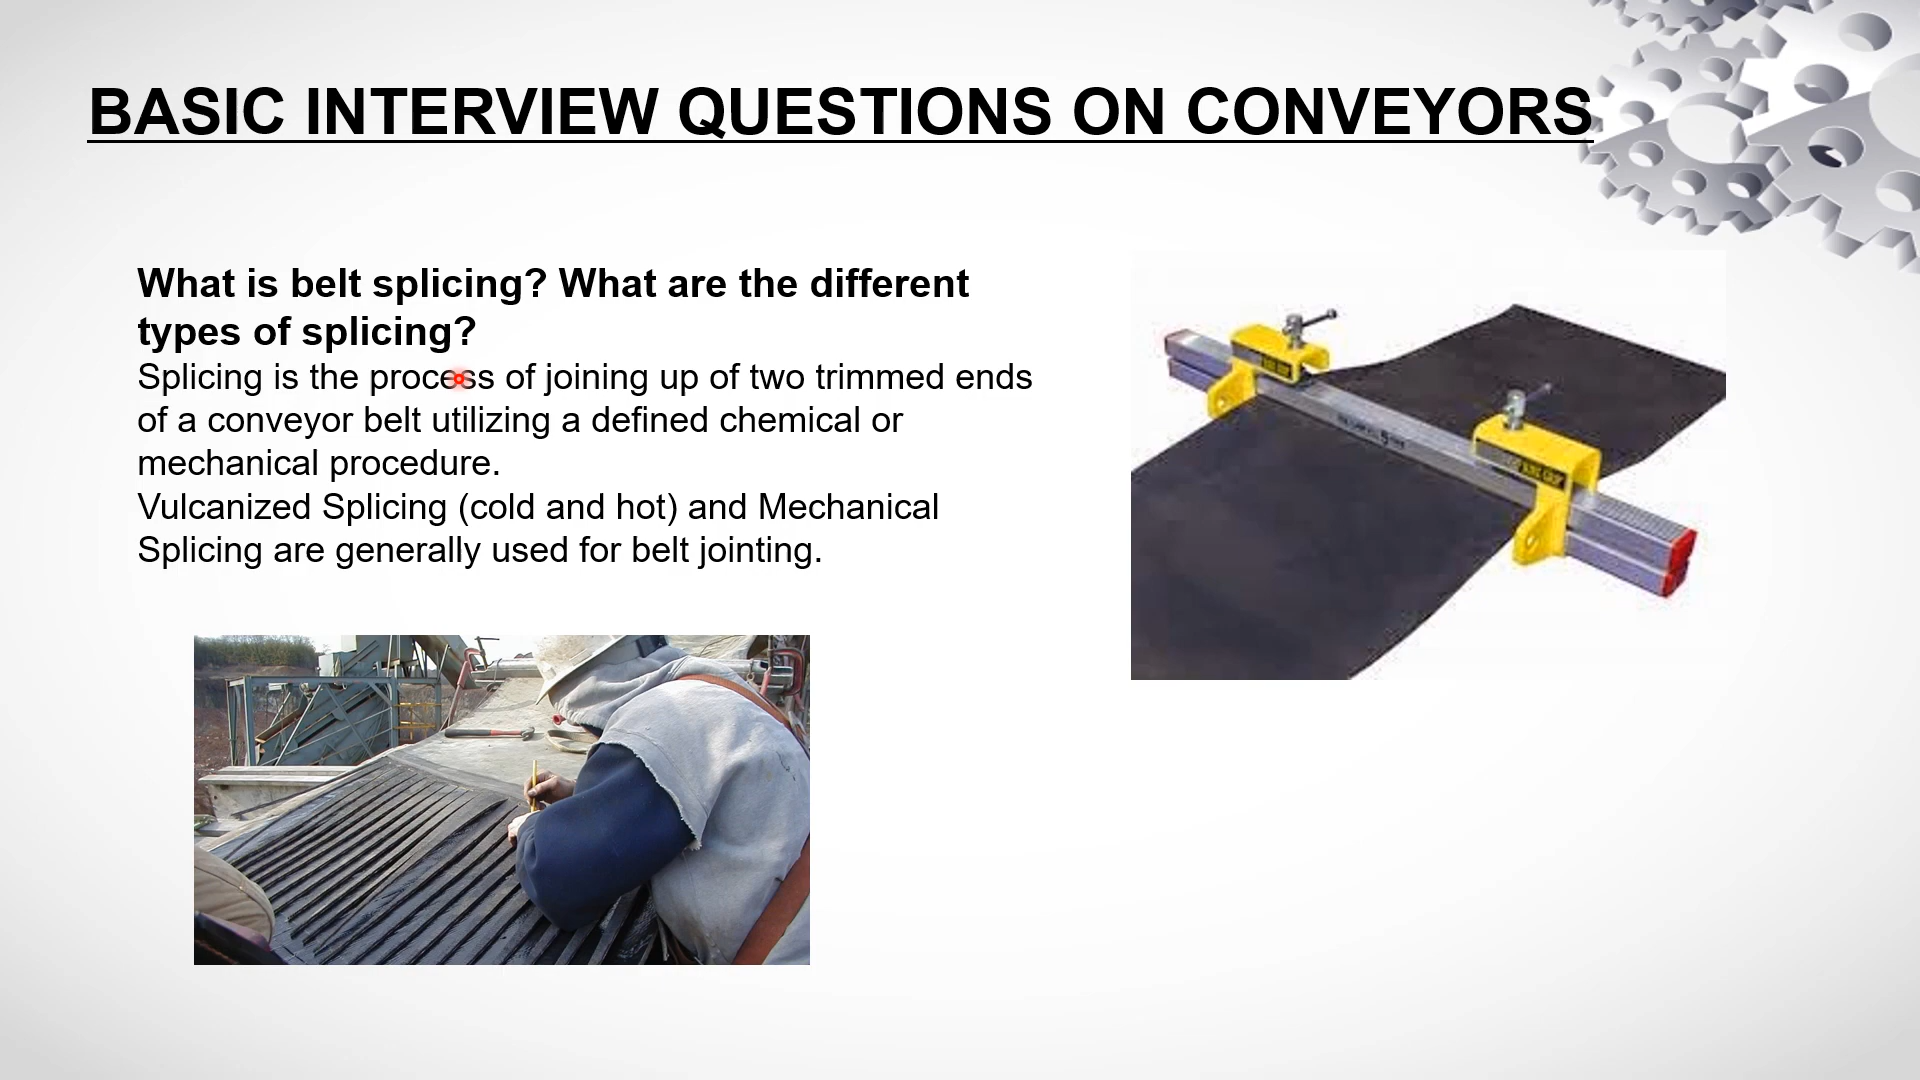 BASIC INTERVIEW QUESTIONS ON CONVEYORS
What is belt splicing? What are the different
types of splicing?
Splicing is the process of joining up of two trimmed ends
of a conveyor belt utilizing a defined chemical or
mechanical procedure.
Vulcanized Splicing (cold and hot) and Mechanical
Splicing are generally used for belt jointing.